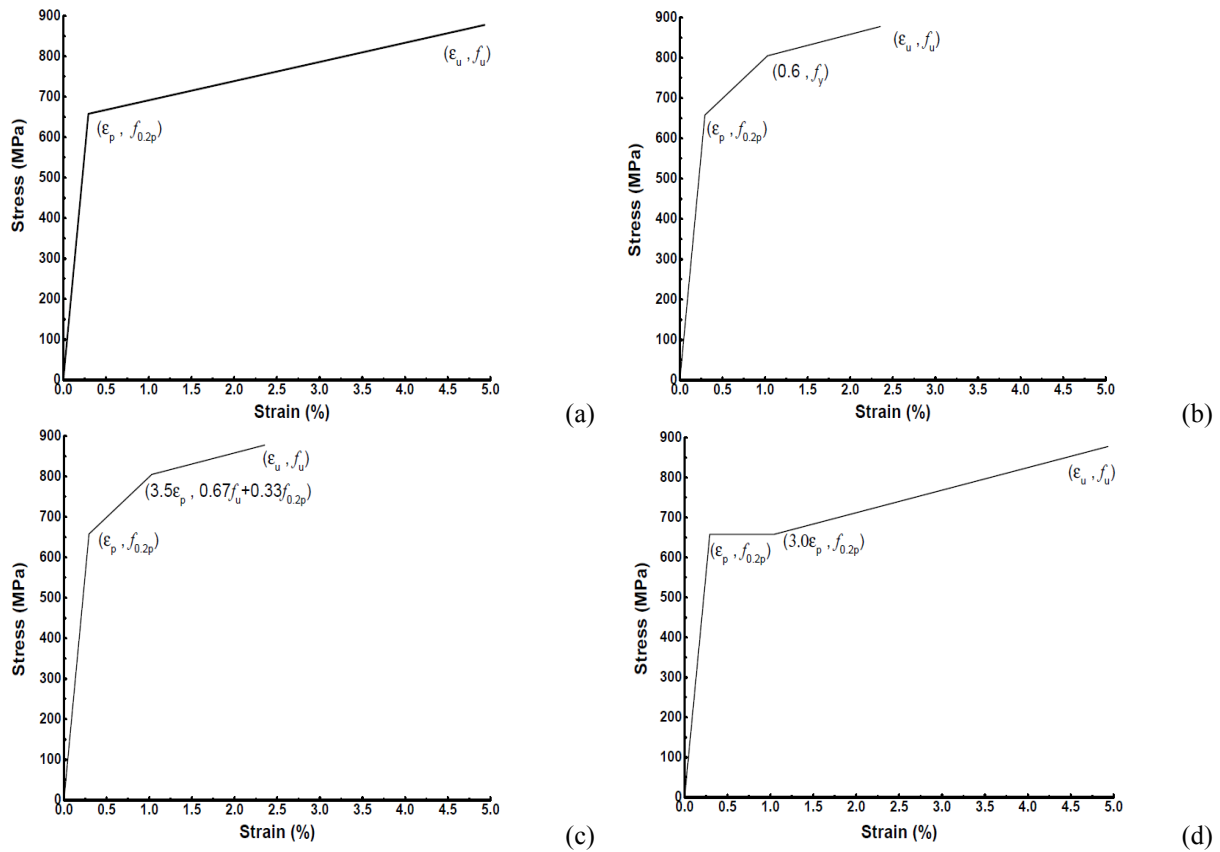 900
800
700
600
500
400
300
200
100
0
Stress (MPa)
(εu , fu)
(εp , f0.2p)
0.0 0.5 1.0 1.5 2.0 2.5 3.0 3.5 4.0 4.5 5.0
Strain (%)
(a)
900
800
700
600
500
400
300
200
100
0
Stress (MPa)
(εu , fu)
(0.6 , fy)
(εp , f0.2p)
0.0 0.5 1.0 1.5 2.0 2.5 3.0 3.5 4.0 4.5 5.0
Strain (%)
(b)
900
800
700
600
500
400
300
200
100
0
Stress (MPa)
(εu , fu)
(3.5εp , 0.67fu+0.33f0.2p)
(εp , f0.2p)
0.0 0.5 1.0 1.5 2.0 2.5 3.0 3.5 4.0 4.5 5.0
Strain (%)
(c)
900
800
700
600
500
400
300
200
100
0
Stress (MPa)
(εu , fu)
(εp , f0.2p) (3.0εp , f0.2p)
0.0 0.5 1.0 1.5 2.0 2.5 3.0 3.5 4.0 4.5 5.0
Strain (%)
(d)